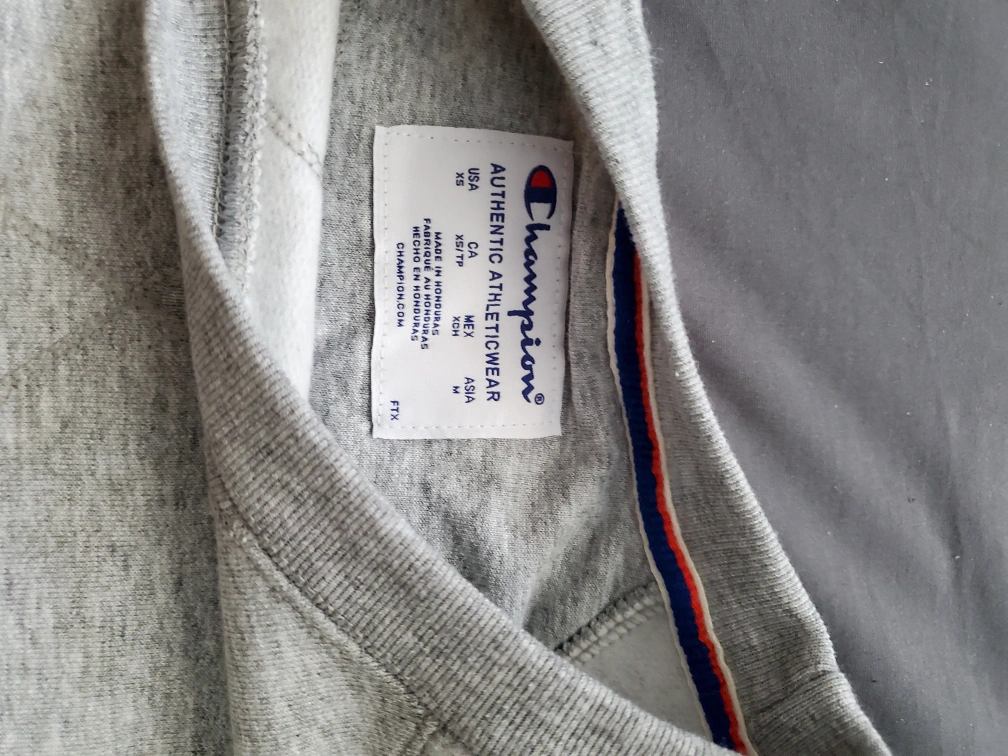 Champion®
AUTHENTIC ATHLETICWEAR
USA CA MEX ASIA
XS XS/TP XCH M
MADE IN HONDURAS
FABRIQUÉ AU HONDURAS
HECHO EN HONDURAS
CHAMPION.COM
FTX